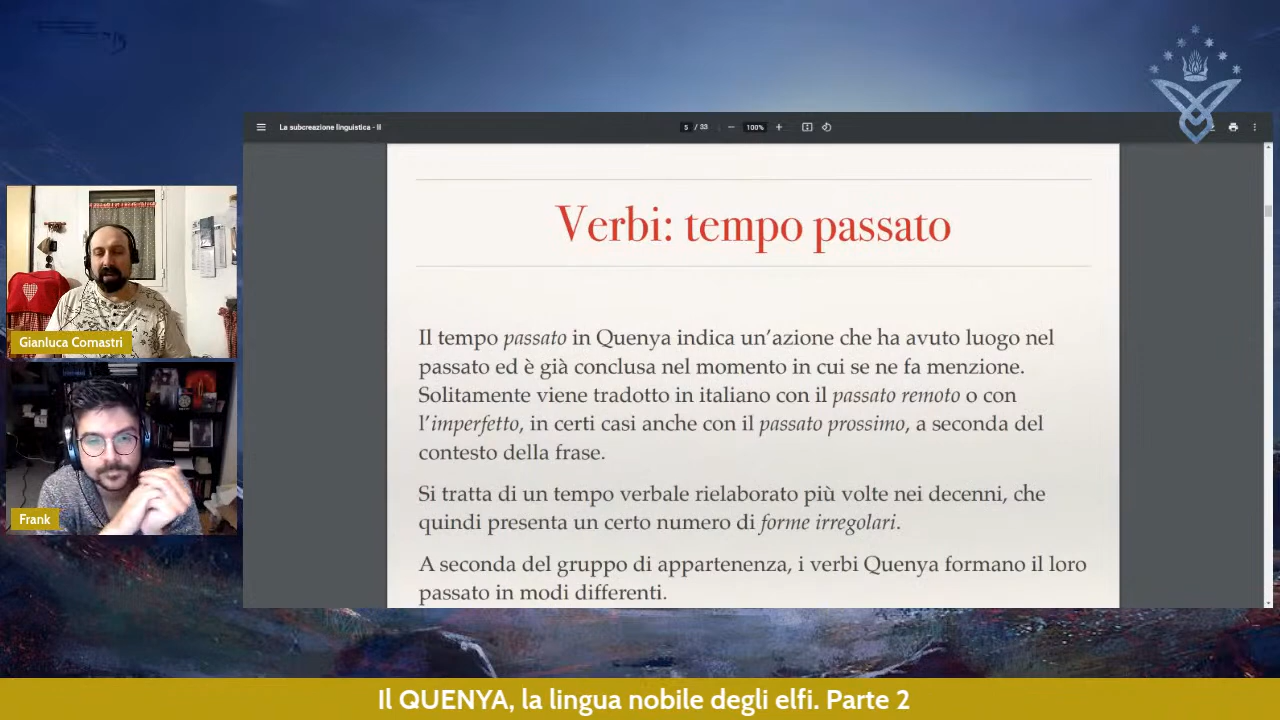 La subcreazione linguistica - II
5 / 33
100%
Verbi: tempo passato
Il tempo passato in Quenya indica un’azione che ha avuto luogo nel
passato ed è già conclusa nel momento in cui se ne fa menzione.
Solitamente viene tradotto in italiano con il passato remoto o con
l’imperfetto, in certi casi anche con il passato prossimo, a seconda del
contesto della frase.
Si tratta di un tempo verbale rielaborato più volte nei decenni, che
quindi presenta un certo numero di forme irregolari.
A seconda del gruppo di appartenenza, i verbi Quenya formano il loro
passato in modi differenti.
Gianluca Comastri
Frank
Il QUENYA, la lingua nobile degli elfi. Parte 2